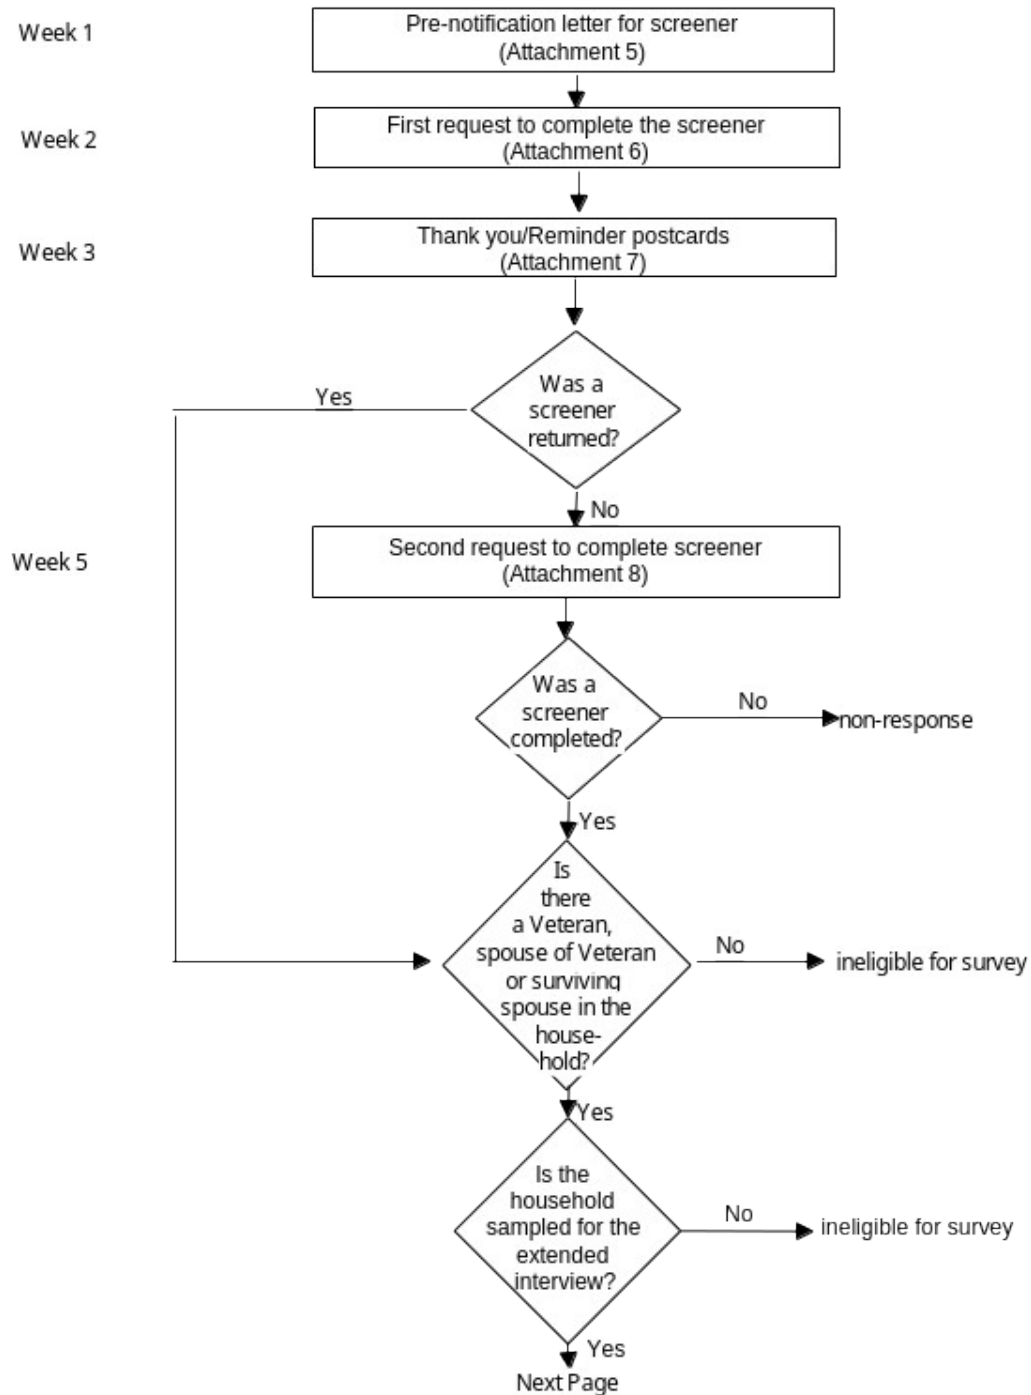 Week 1
Pre-notification letter for screener
(Attachment 5)
Week 2
First request to complete the screener
(Attachment 6)
Week 3
Thank you/Reminder postcards
(Attachment 7)
Was a
screener
returned?
Yes
No
Week 5
Second request to complete screener
(Attachment 8)
Was a
screener
completed?
No
non-response
Yes
Is
there
a Veteran,
spouse of Veteran
or surviving
spouse in the
house-
hold?
No
ineligible for survey
Yes
Is the
household
sampled for the
extended
interview?
No
ineligible for survey
Yes
Next Page